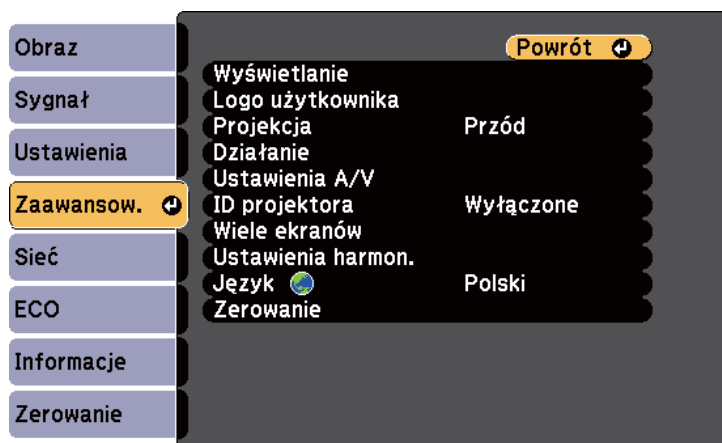 Obraz
Sygnał
Ustawienia
Zaawansow.
Sieć
ECO
Informacje
Zerowanie
Powrót
Wyświetlanie
Logo użytkownika
Projekcja Przód
Działanie
Ustawienia A/V
ID projektora Wyłączone
Wiele ekranów
Ustawienia harmon.
Język Polski
Zerowanie